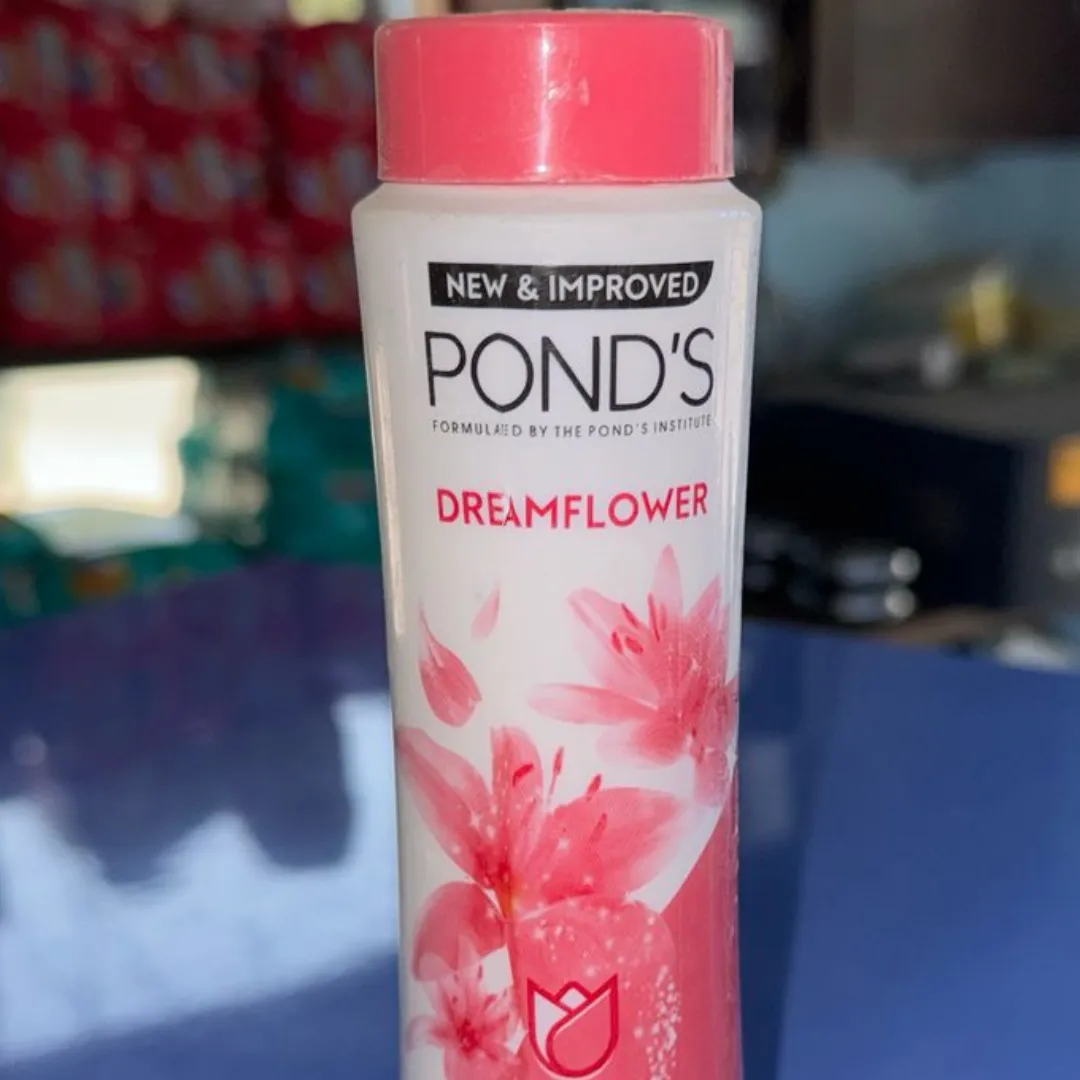 NEW & IMPROVED
POND'S
FORMULATED BY THE POND'S INSTITUTE
DREAMFLOWER